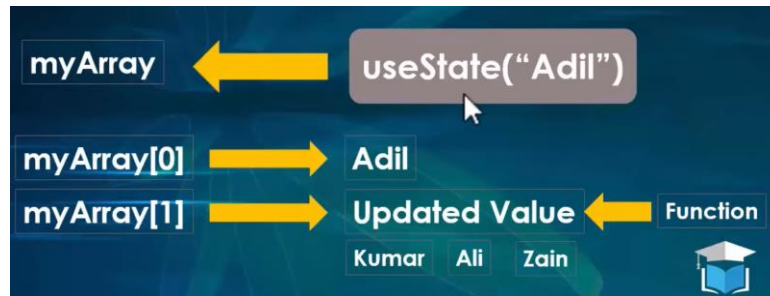 myArray useState(“Adil”)
myArray[0] Adil
myArray[1] Updated Value Function
Kumar Ali Zain